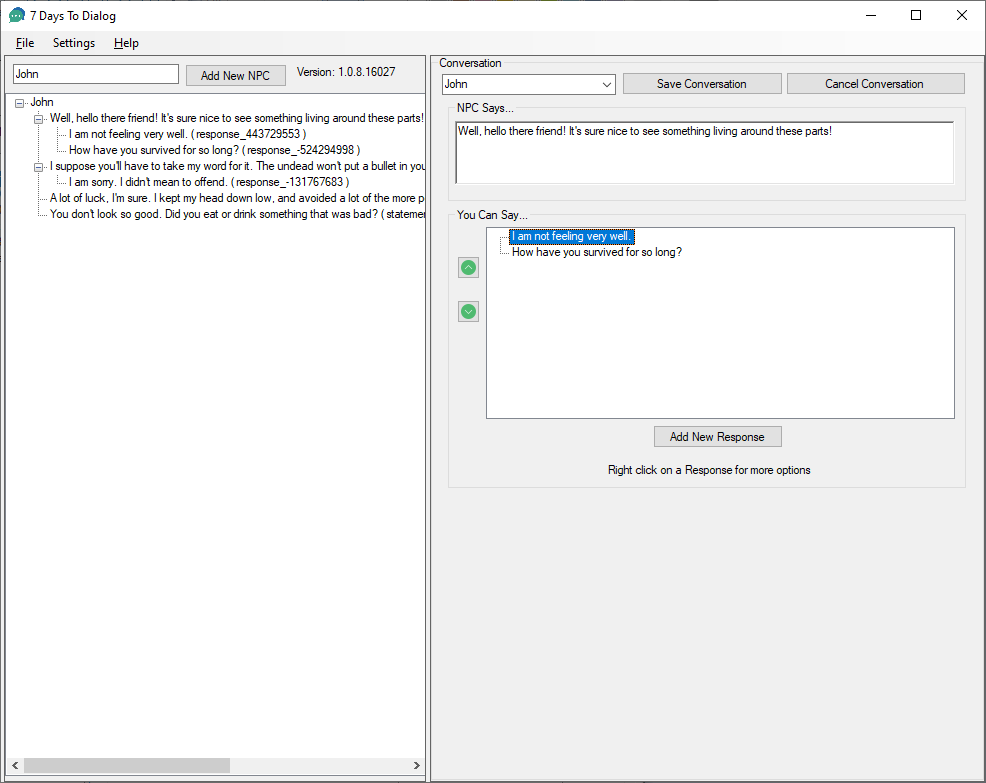 7 Days To Dialog
File Settings Help
John Add New NPC Version: 1.0.8.16027
John
Well, hello there friend! It's sure nice to see something living around these parts!
I am not feeling very well. ( response_443729553 )
How have you survived for so long? ( response_-524294998 )
I suppose you'll have to take my word for it. The undead won't put a bullet in you
I am sorry. I didn't mean to offend. ( response_-131767683 )
A lot of luck, I'm sure. I kept my head down low, and avoided a lot of the more p
You don't look so good. Did you eat or drink something that was bad? ( statemer
Conversation
John Save Conversation Cancel Conversation
NPC Says...
Well, hello there friend! It's sure nice to see something living around these parts!
You Can Say...
I am not feeling very well.
How have you survived for so long?
Add New Response
Right click on a Response for more options